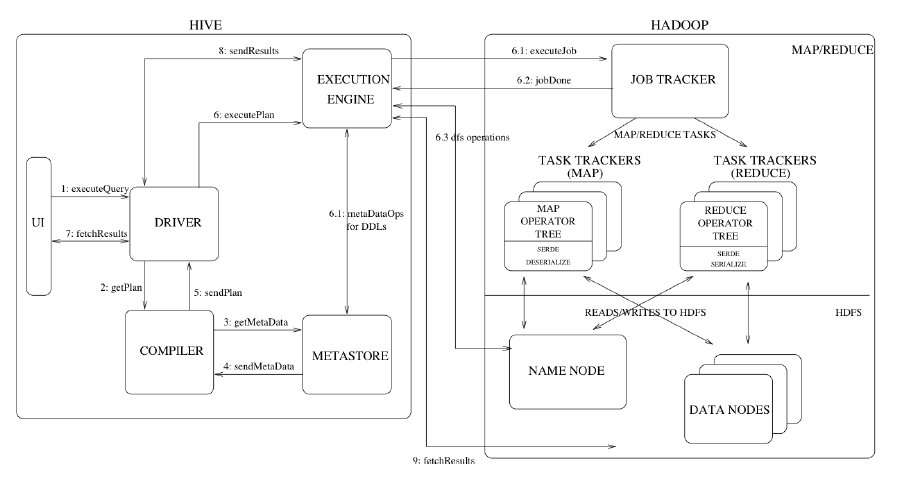 HIVE
HADOOP
8: sendResults
6.1: executeJob
MAP/REDUCE
EXECUTION
ENGINE
6.2: jobDone
JOB TRACKER
6: executePlan
6.3 dfs operations
MAP/REDUCE TASKS
TASK TRACKERS
(MAP)
TASK TRACKERS
(REDUCE)
1: executeQuery
UI
DRIVER
7: fetchResults
6.1: metaDataOps
for DDLs
MAP
OPERATOR
TREE
SERDE
DESERIALIZE
REDUCE
OPERATOR
TREE
SERDE
SERIALIZE
2: getPlan
5: sendPlan
READS/WRITES TO HDFS
HDFS
COMPILER
3: getMetaData
4: sendMetaData
METASTORE
NAME NODE
DATA NODES
9: fetchResults